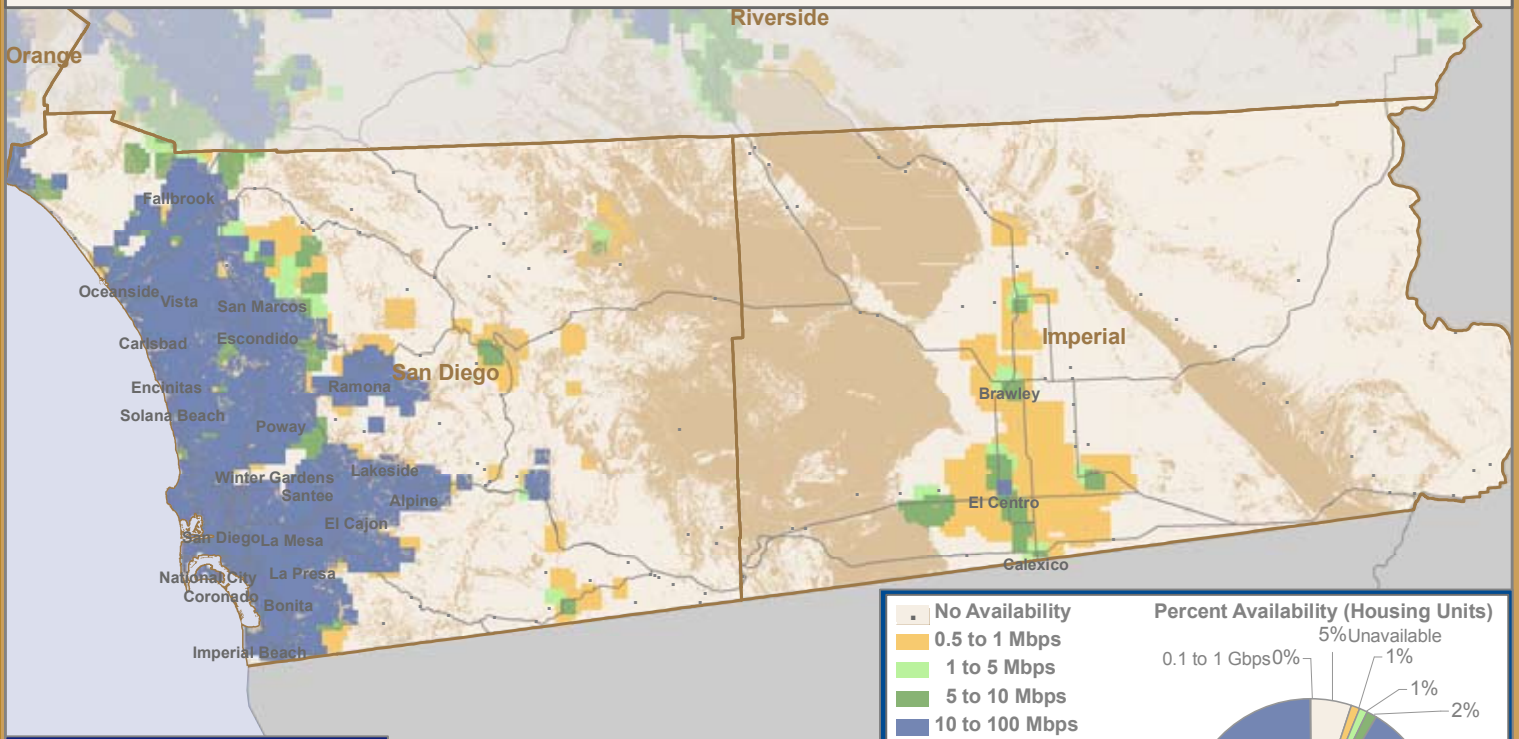 Riverside
Orange
Fallbrook
Oceanside
Vista
San Marcos
Imperial
Carlsbad
Escondido
San Diego
Encinitas
Ramona
Brawley
Solana Beach
Poway
Lakeside
Winter Gardens
Santee
Alpine
El Centro
El Cajon
San Diego
La Mesa
Calexico
La Presa
National City
Coronado
Bonita
Imperial Beach
No Availability
0.5 to 1 Mbps
1 to 5 Mbps
5 to 10 Mbps
10 to 100 Mbps
Percent Availability (Housing Units)
5% Unavailable
0.1 to 1 Gbps 0%
1%
1%
2%